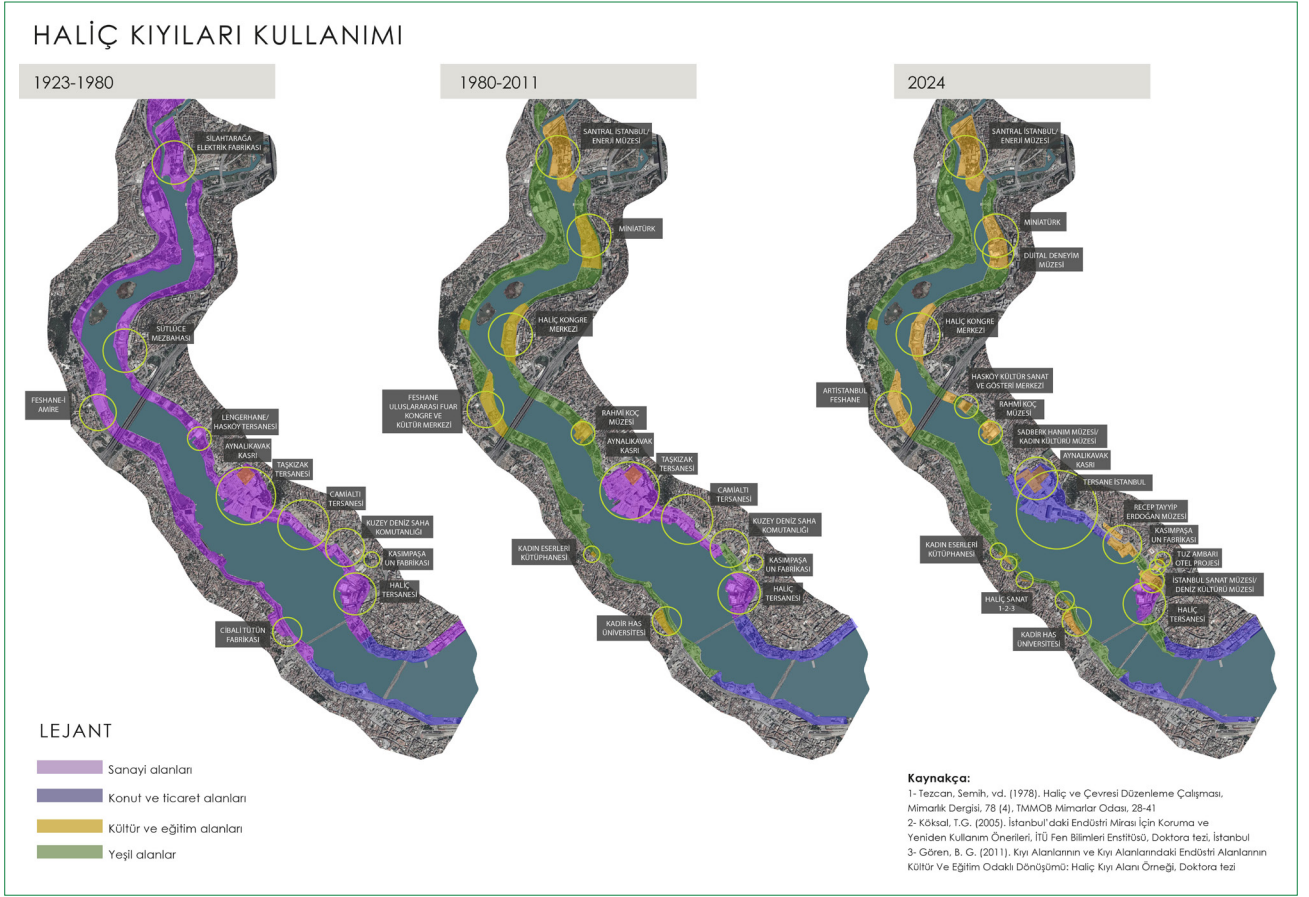 HALİÇ KIYILARI KULLANIMI
1923-1980
SİLAHTARAĞA
ELEKTRİK FABRİKASI
SÜTLÜCE
MEZBAHASI
FESHANE-İ
AMİRE
LENGERHANE/
HASKÖY TERSANESİ
AYNALIKAVAK
KASRI
TAŞKIZAK
TERSANESİ
CAMİALTI
TERSANESİ
KUZEY DENİZ SAHA
KOMUTANLIĞI
KASIMPAŞA
UN FABRİKASI
HALİÇ
TERSANESİ
CİBALİ TÜTÜN
FABRİKASI
1980-2011
SANTRAL İSTANBUL/
ENERJİ MÜZESİ
MİNİATÜRK
HALİÇ KONGRE
MERKEZİ
FESHANE
ULUSLARARASI FUAR
KONGRE VE
KÜLTÜR MERKEZİ
RAHMİ KOÇ
MÜZESİ
AYNALIKAVAK
KASRI
TAŞKIZAK
TERSANESİ
CAMİALTI
TERSANESİ
KUZEY DENİZ SAHA
KOMUTANLIĞI
KADIN ESERLERİ
KÜTÜPHANESİ
KASIMPAŞA
UN FABRİKASI
HALİÇ
TERSANESİ
KADİR HAS
ÜNİVERSİTESİ
2024
SANTRAL İSTANBUL/
ENERJİ MÜZESİ
MİNİATÜRK
DİJİTAL DENEYİM
MÜZESİ
HALİÇ KONGRE
MERKEZİ
HASKÖY KÜLTÜR SANAT
VE GÖSTERİ MERKEZİ
ARTİSTANBUL
FESHANE
RAHMİ KOÇ
MÜZESİ
SADBERK HANIM MÜZESİ/
KADIN KÜLTÜRÜ MÜZESİ
AYNALIKAVAK
KASRI
TERSANE İSTANBUL
RECEP TAYYİP
ERDOĞAN MÜZESİ
KASIMPAŞA
UN FABRİKASI
KADIN ESERLERİ
KÜTÜPHANESİ
TUZ AMBARI
OTEL PROJESİ
İSTANBUL SANAT MÜZESİ/
DENİZ KÜLTÜRÜ MÜZESİ
HALİÇ SANAT
1-2-3
HALİÇ
TERSANESİ
KADİR HAS
ÜNİVERSİTESİ
LEJANT
Sanayi alanları
Konut ve ticaret alanları
Kültür ve eğitim alanları
Yeşil alanlar
Kaynakça:
1- Tezcan, Semih, vd. (1978). Haliç ve Çevresi Düzenleme Çalışması,
Mimarlık Dergisi, 78 (4), TMMOB Mimarlar Odası, 28-41
2- Köksal, T.G. (2005). İstanbul'daki Endüstri Mirası İçin Koruma ve
Yeniden Kullanım Önerileri, İTÜ Fen Bilimleri Enstitüsü, Doktora tezi, İstanbul
3- Gören, B. G. (2011). Kıyı Alanlarının ve Kıyı Alanlarındaki Endüstri Alanlarının
Kültür Ve Eğitim Odaklı Dönüşümü: Haliç Kıyı Alanı Örneği, Doktora tezi